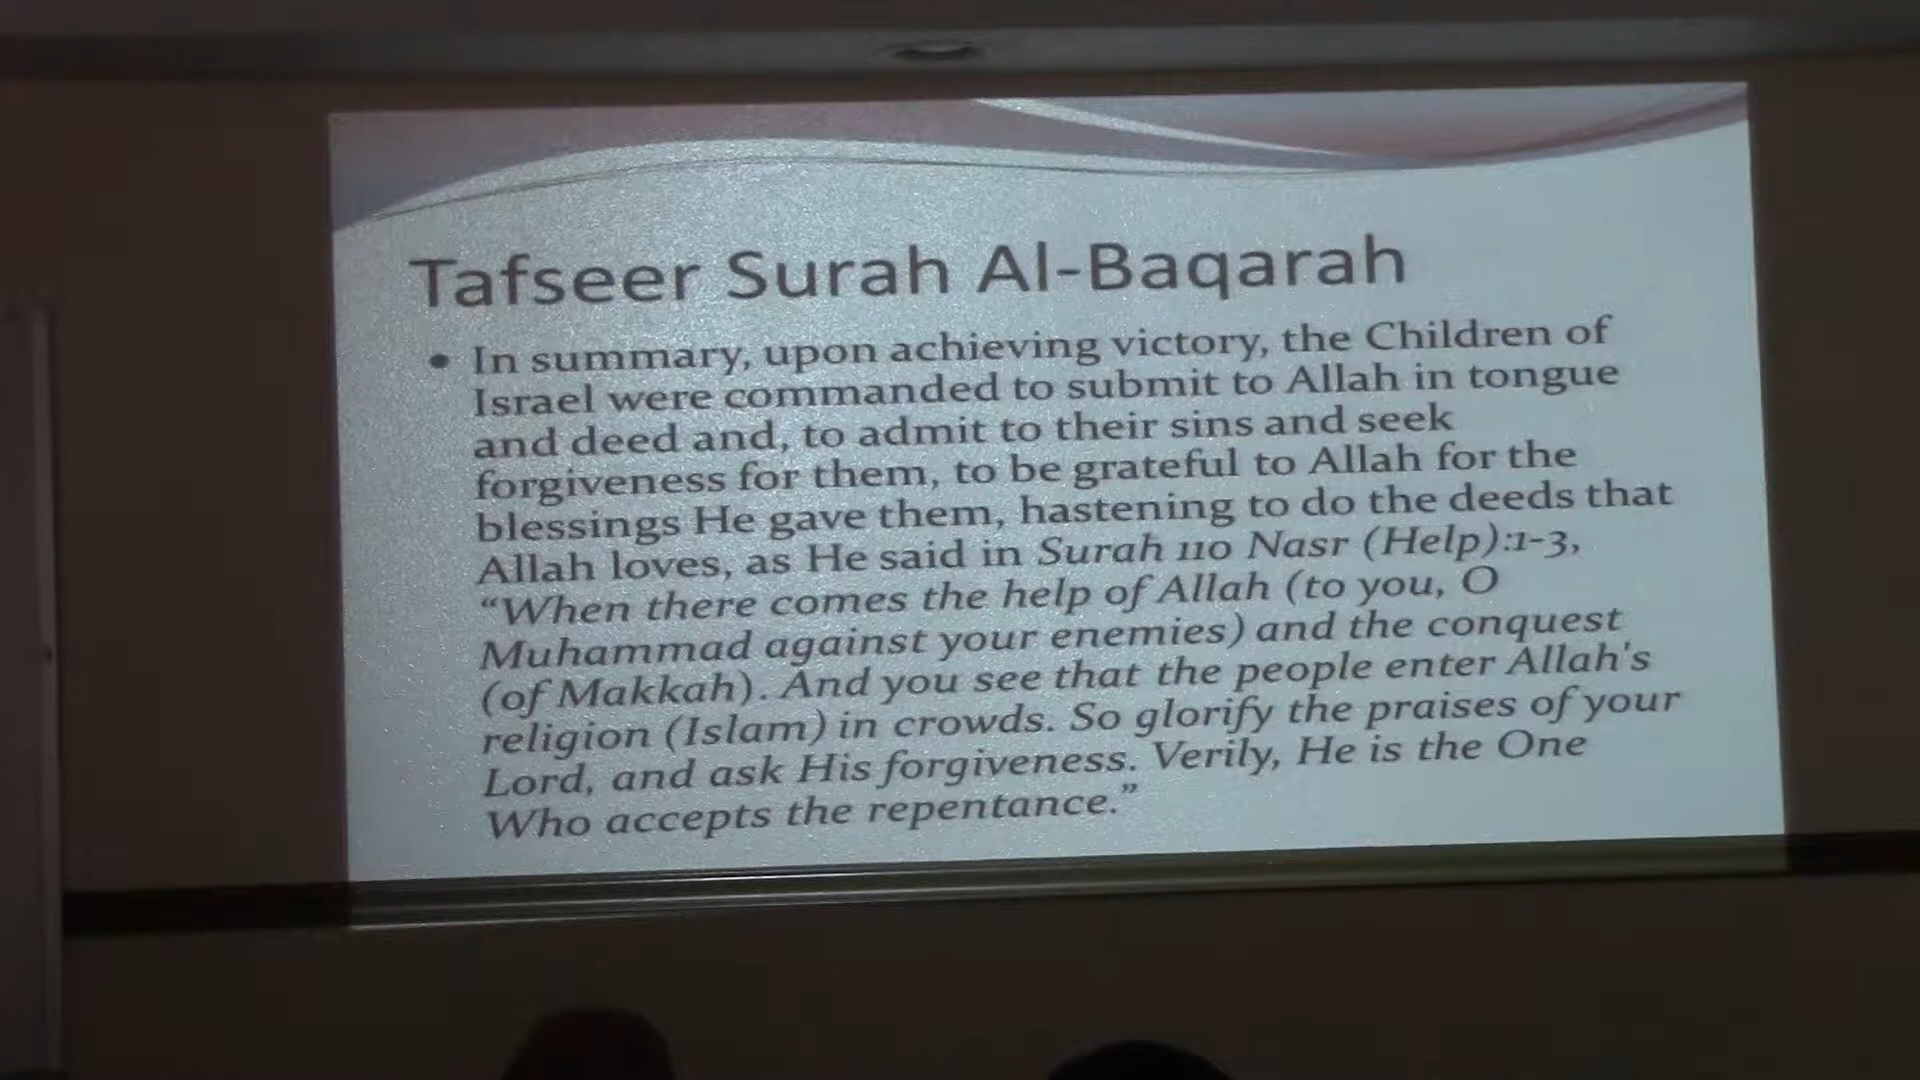 Tafseer Surah Al-Baqarah
• In summary, upon achieving victory, the Children of
Israel were commanded to submit to Allah in tongue
and deed and, to admit to their sins and seek
forgiveness for them, to be grateful to Allah for the
blessings He gave them, hastening to do the deeds that
Allah loves, as He said in Surah 110 Nasr (Help):1-3,
“When there comes the help of Allah (to you, O
Muhammad against your enemies) and the conquest
(of Makkah). And you see that the people enter Allah's
religion (Islam) in crowds. So glorify the praises of your
Lord, and ask His forgiveness. Verily, He is the One
Who accepts the repentance.”